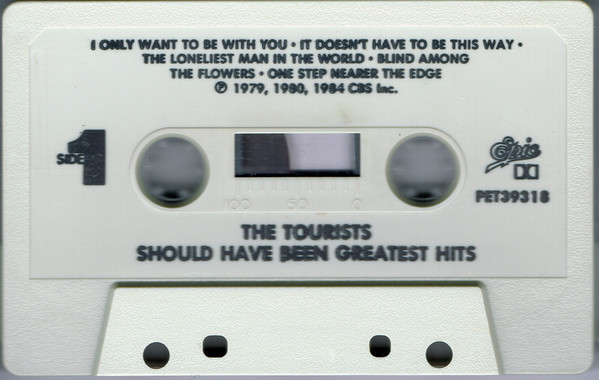 I ONLY WANT TO BE WITH YOU • IT DOESN'T HAVE TO BE THIS WAY •
THE LONELIEST MAN IN THE WORLD • BLIND AMONG
THE FLOWERS • ONE STEP NEARER THE EDGE
℗ 1979, 1980, 1984 CBS Inc.
SIDE 1
Epic
PET39318
100 50 0
THE TOURISTS
SHOULD HAVE BEEN GREATEST HITS